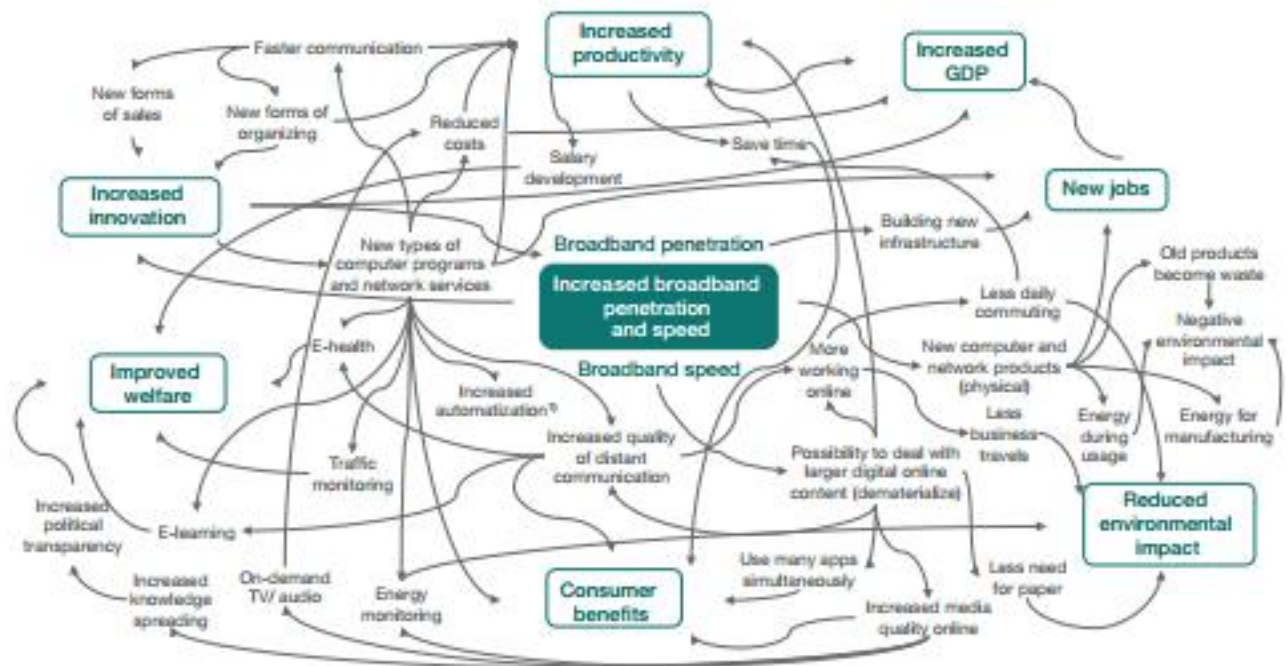 Increased
productivity
Increased
GDP
Faster communication
New forms
of sales
New forms of
organizing
Reduced
costs
Salary
development
Save time
Increased
innovation
New jobs
New types of
computer programs
and network services
Broadband penetration
Building new
infrastructure
Old products
become waste
Increased broadband
penetration
and speed
Less daily
commuting
Negative
environmental
impact
E-health
Improved
welfare
Increased
automatization¹⁾
Broadband speed
More
working
online
New computer and
network products
(physical)
Less
business
travels
Energy
during
usage
Energy for
manufacturing
Traffic
monitoring
Increased quality
of distant
communication
Possibility to deal with
larger digital online
content (dematerialize)
Reduced
environmental
impact
Increased
political
transparency
E-learning
Increased
knowledge
spreading
On-demand
TV/ audio
Energy
monitoring
Consumer
benefits
Use many apps
simultaneously
Less need
for paper
Increased media
quality online